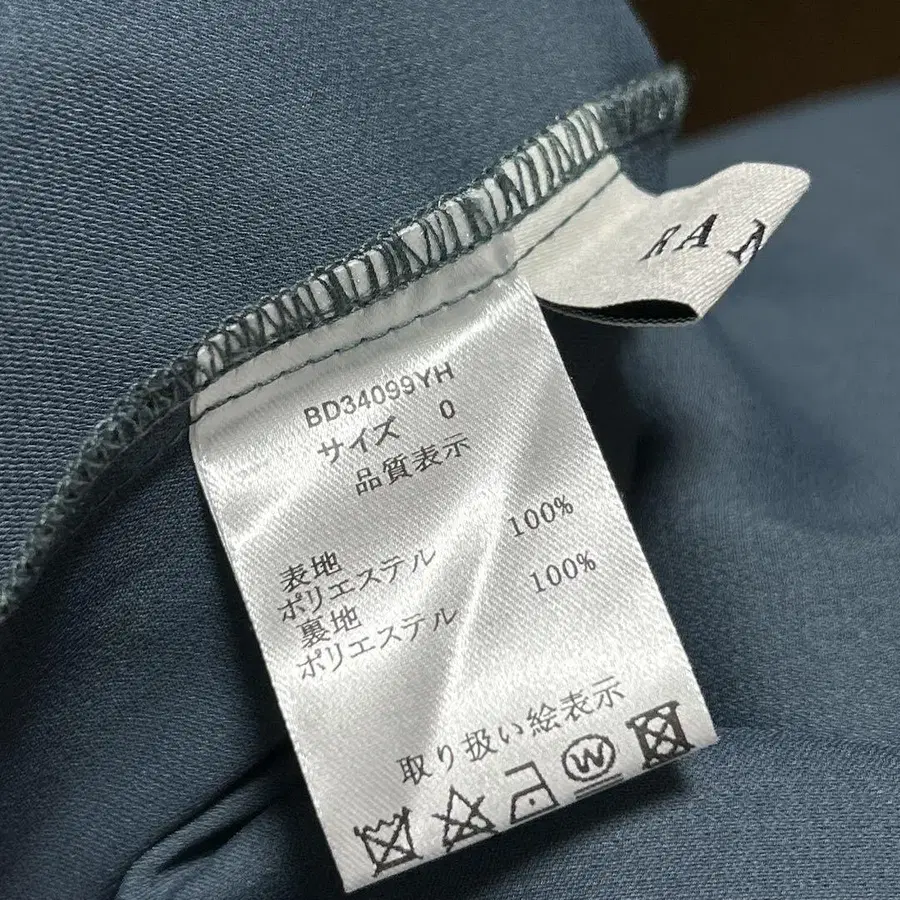 BD34099YH
サイズ 0
品質表示
表地
ポリエステル 100%
裏地
ポリエステル 100%
取り扱い絵表示
W